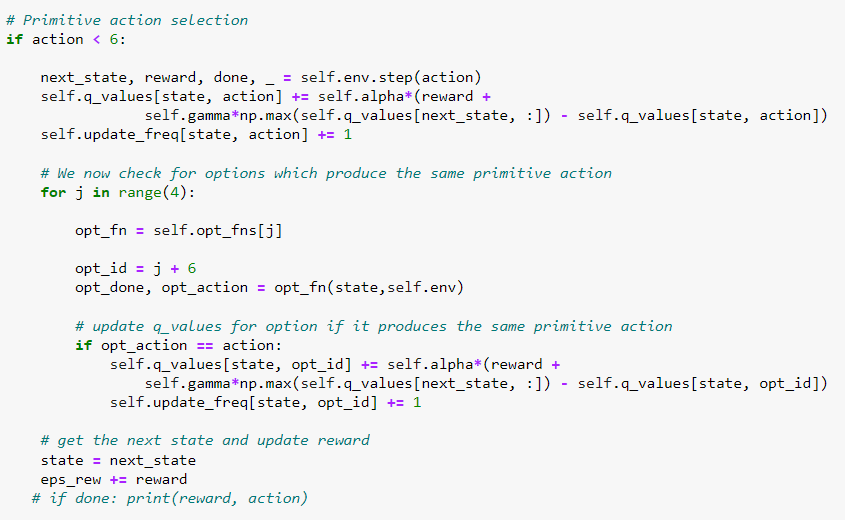 # Primitive action selection
if action < 6:
next_state, reward, done, _ = self.env.step(action)
self.q_values[state, action] += self.alpha*(reward +
self.gamma*np.max(self.q_values[next_state, :]) - self.q_values[state, action])
self.update_freq[state, action] += 1
# We now check for options which produce the same primitive action
for j in range(4):
opt_fn = self.opt_fns[j]
opt_id = j + 6
opt_done, opt_action = opt_fn(state,self.env)
# update q_values for option if it produces the same primitive action
if opt_action == action:
self.q_values[state, opt_id] += self.alpha*(reward +
self.gamma*np.max(self.q_values[next_state, :]) - self.q_values[state, opt_id])
self.update_freq[state, opt_id] += 1
# get the next state and update reward
state = next_state
eps_rew += reward
# if done: print(reward, action)